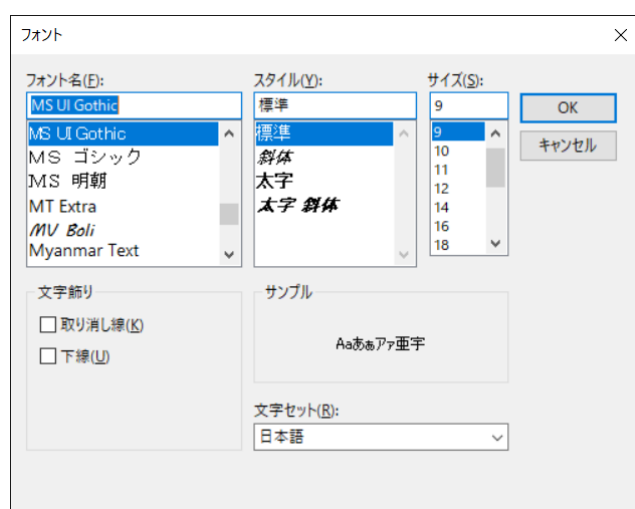 フォント
フォント名(F):
MS UI Gothic
MS UI Gothic
MS ゴシック
MS 明朝
MT Extra
MV Boli
Myanmar Text
スタイル(Y):
標準
標準
斜体
太字
太字 斜体
サイズ(S):
9
9
10
11
12
14
16
18
OK
キャンセル
文字飾り
取り消し線(K)
下線(U)
サンプル
Aaあぁアァ亜宇
文字セット(R):
日本語